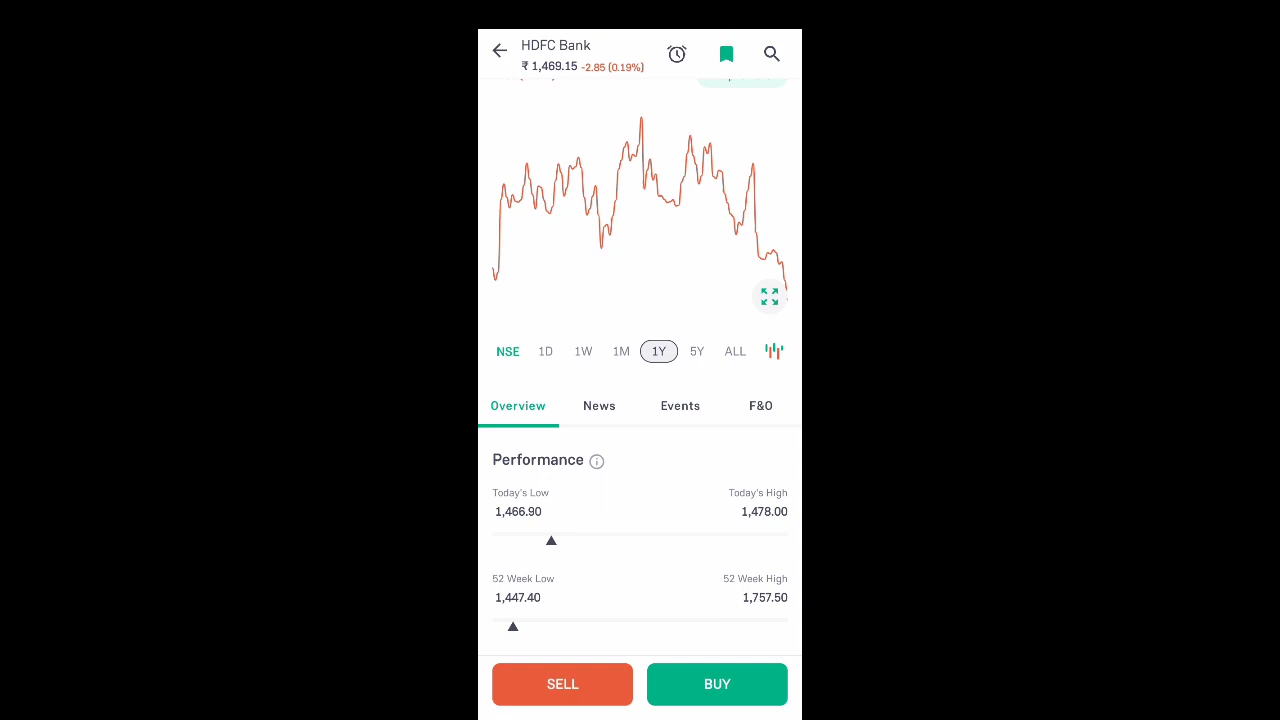 HDFC Bank
₹ 1,469.15 -2.85 (0.19%)
NSE 1D 1W 1M 1Y 5Y ALL
Overview News Events F&O
Performance
Today's Low Today's High
1,466.90 1,478.00
52 Week Low 52 Week High
1,447.40 1,757.50
SELL BUY